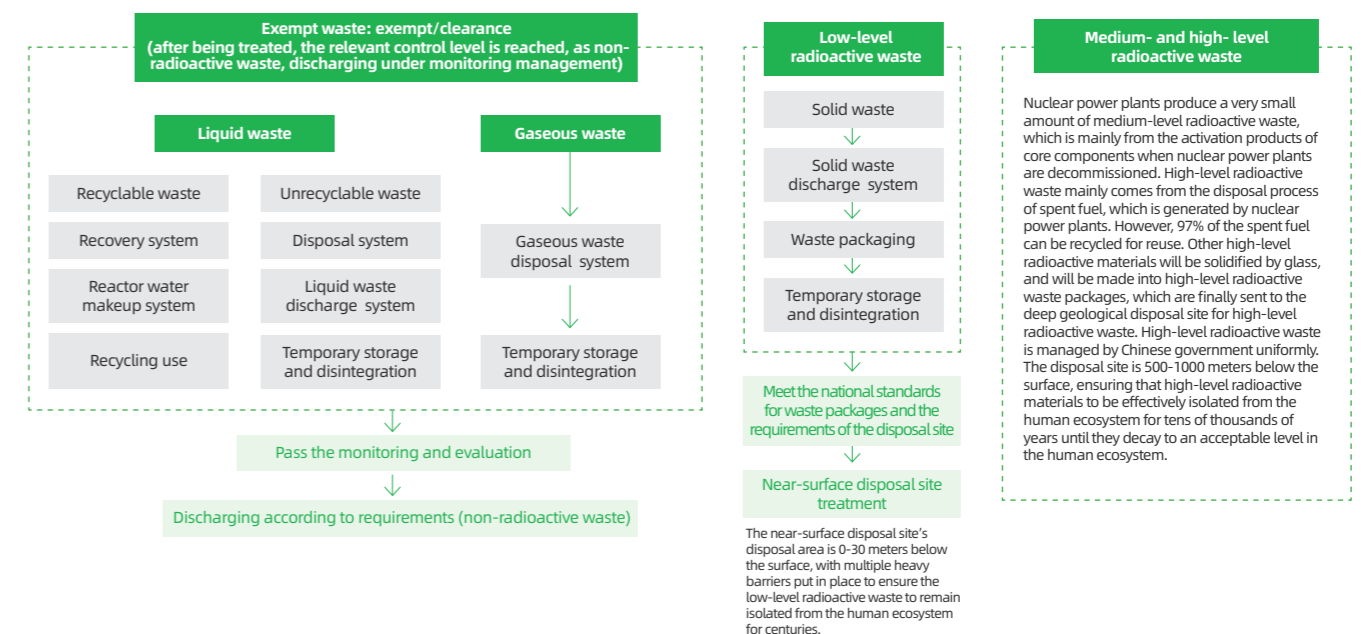 Exempt waste: exempt/clearance
(after being treated, the relevant control level is reached, as non-
radioactive waste, discharging under monitoring management)
Liquid waste
Recyclable waste
Recovery system
Reactor water
makeup system
Recycling use
Unrecyclable waste
Disposal system
Liquid waste
discharge system
Temporary storage
and disintegration
Gaseous waste
Gaseous waste
disposal system
Temporary storage
and disintegration
Pass the monitoring and evaluation
Discharging according to requirements (non-radioactive waste)
Low-level
radioactive waste
Solid waste
Solid waste
discharge system
Waste packaging
Temporary storage
and disintegration
Meet the national standards
for waste packages and the
requirements of the disposal site
Near-surface disposal site
treatment
The near-surface disposal site's
disposal area is 0-30 meters below
the surface, with multiple heavy
barriers put in place to ensure the
low-level radioactive waste to remain
isolated from the human ecosystem
for centuries.
Medium- and high- level
radioactive waste
Nuclear power plants produce a very small
amount of medium-level radioactive waste,
which is mainly from the activation products of
core components when nuclear power plants
are decommissioned. High-level radioactive
waste mainly comes from the disposal process
of spent fuel, which is generated by nuclear
power plants. However, 97% of the spent fuel
can be recycled for reuse. Other high-level
radioactive materials will be solidified by glass,
and will be made into high-level radioactive
waste packages, which are finally sent to the
deep geological disposal site for high-level
radioactive waste. High-level radioactive waste
is managed by Chinese government uniformly.
The disposal site is 500-1000 meters below the
surface, ensuring that high-level radioactive
materials to be effectively isolated from the
human ecosystem for tens of thousands of
years until they decay to an acceptable level in
the human ecosystem.